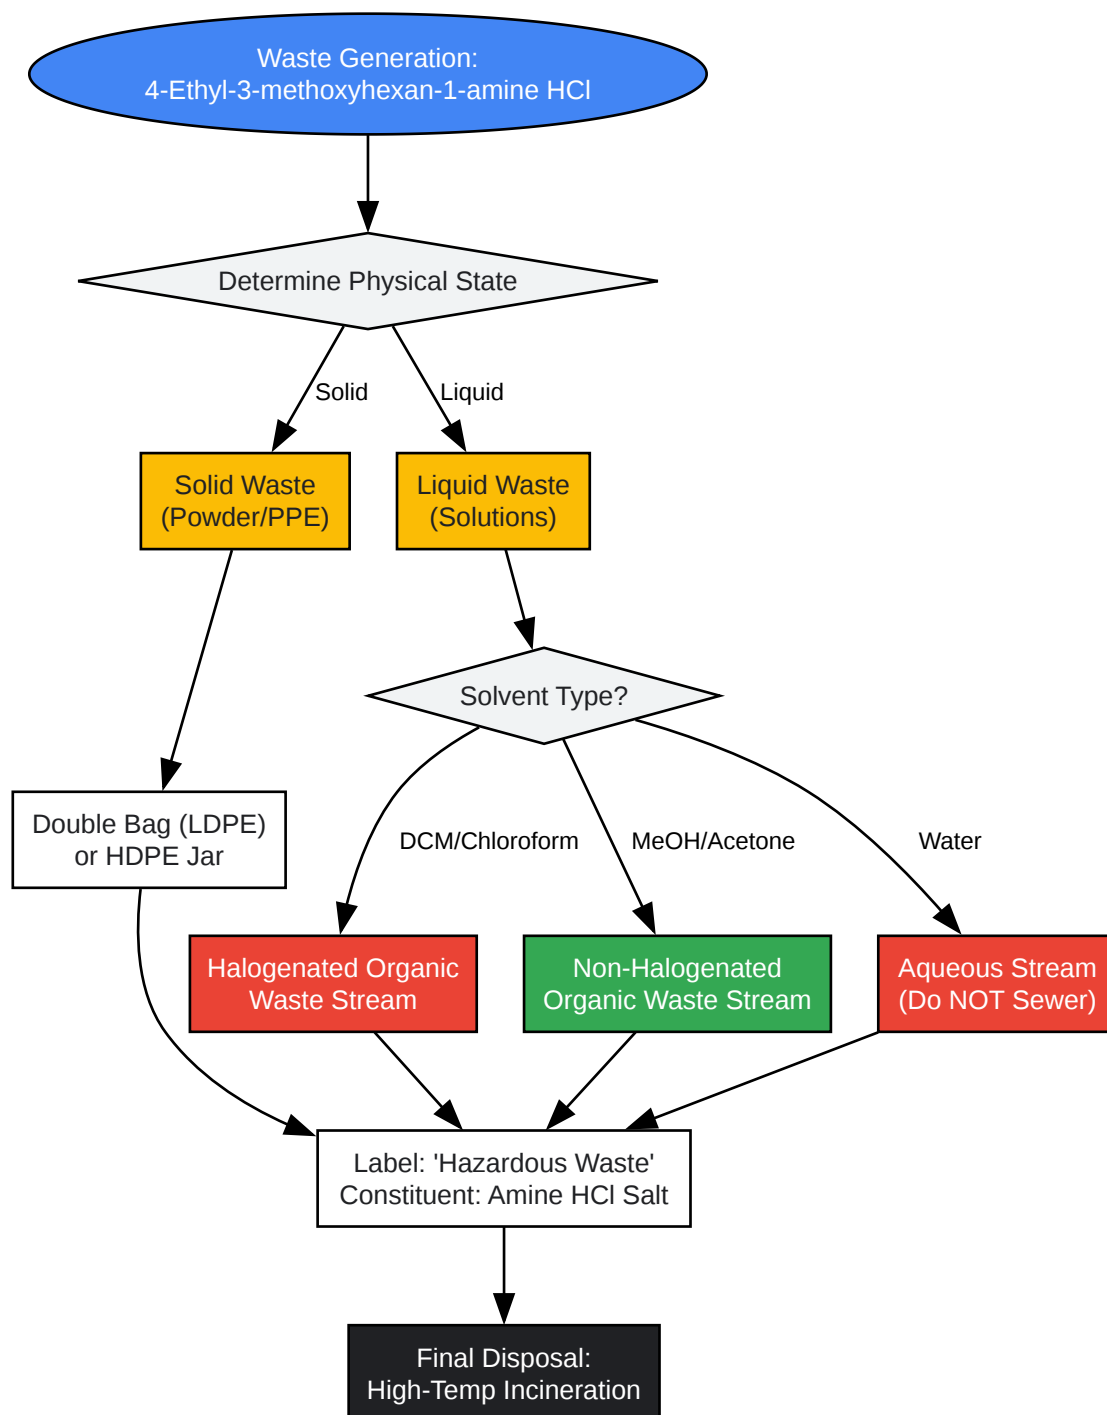 Waste Generation:
4-Ethyl-3-methoxyhexan-1-amine HCl
Determine Physical State
Solid
Liquid
Solid Waste
(Powder/PPE)
Liquid Waste
(Solutions)
Solvent Type?
Double Bag (LDPE)
or HDPE Jar
DCM/Chloroform
MeOH/Acetone
Water
Halogenated Organic
Waste Stream
Non-Halogenated
Organic Waste Stream
Aqueous Stream
(Do NOT Sewer)
Label: 'Hazardous Waste'
Constituent: Amine HCl Salt
Final Disposal:
High-Temp Incineration